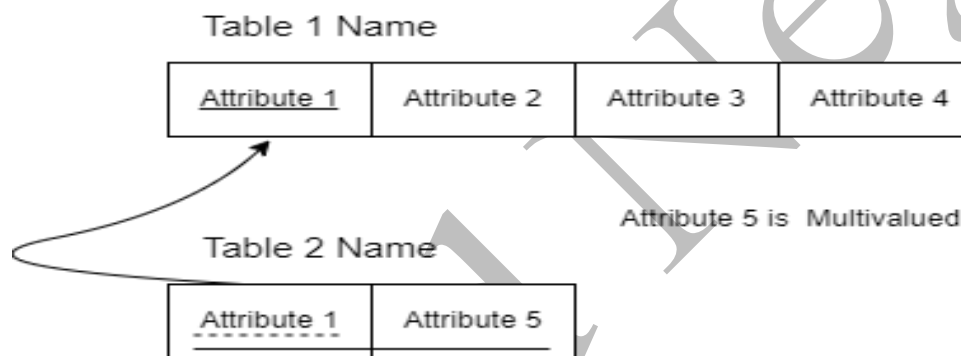 Table 1 Name
Attribute 1 Attribute 2 Attribute 3 Attribute 4
Attribute 5 is Multivalued
Table 2 Name
Attribute 1 Attribute 5